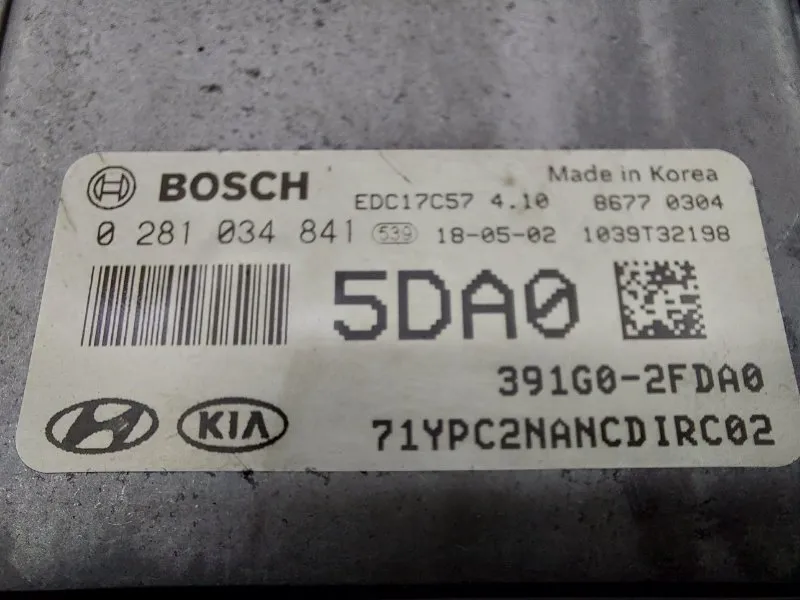 BOSCH EDC17C57 4.10 Made in Korea 8677 0304
0 281 034 841 539 18-05-02 1039T32198
5DA0
391G0-2FDA0
KIA 71YPC2NANCDIRC02